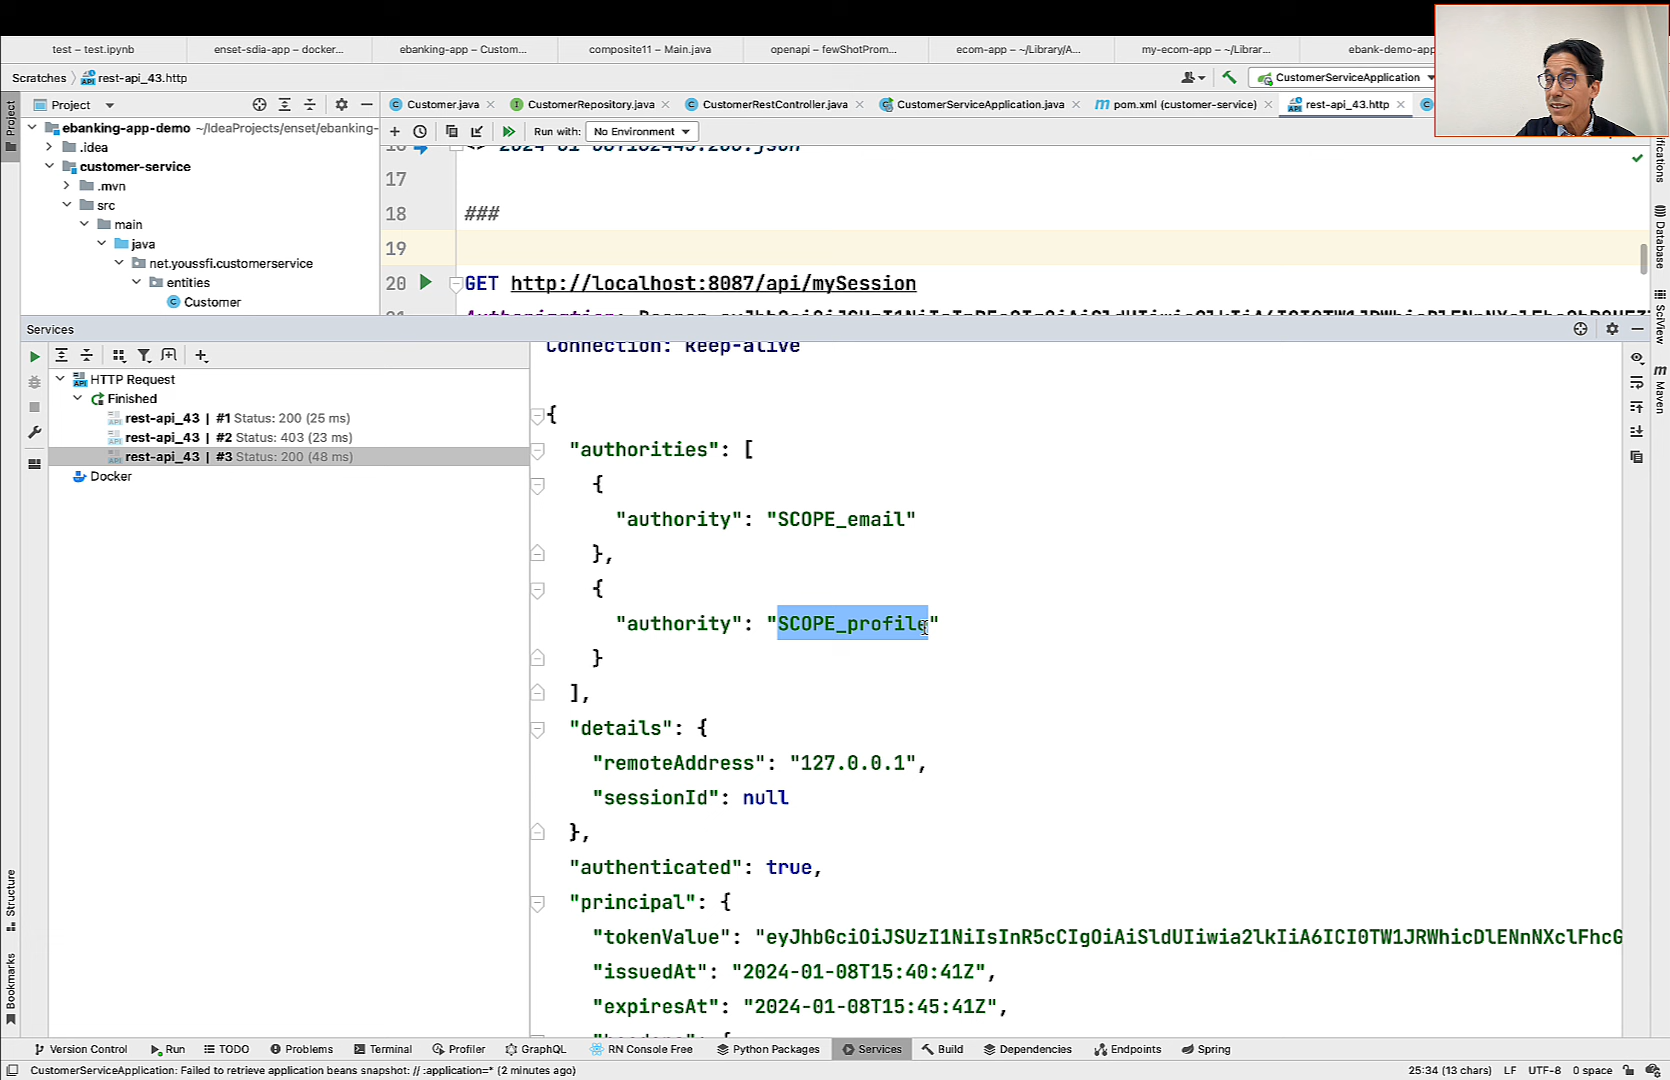 test – test.ipynb
enset-sdia-app – docker...
ebanking-app – Custom...
composite11 – Main.java
openapi – fewShotProm...
ecom-app – ~/Library/A...
my-ecom-app – ~/Librar...
ebank-demo-app
Scratches
rest-api_43.http
CustomerServiceApplication
Project
Project
Customer.java
CustomerRepository.java
CustomerRestController.java
CustomerServiceApplication.java
pom.xml (customer-service)
rest-api_43.http
ebanking-app-demo ~/IdeaProjects/enset/ebanking-
Run with: No Environment
.idea
customer-service
.mvn
src
main
java
net.youssfi.customerservice
entities
Customer
17
18 ###
19
20 GET http://localhost:8087/api/mySession
Database
SciView
Maven
Services
HTTP Request
Finished
rest-api_43 | #1 Status: 200 (25 ms)
rest-api_43 | #2 Status: 403 (23 ms)
rest-api_43 | #3 Status: 200 (48 ms)
Docker
Connection: keep-alive
{
"authorities": [
{
"authority": "SCOPE_email"
},
{
"authority": "SCOPE_profile"
}
],
"details": {
"remoteAddress": "127.0.0.1",
"sessionId": null
},
"authenticated": true,
"principal": {
"issuedAt": "2024-01-08T15:40:41Z",
"expiresAt": "2024-01-08T15:45:41Z",
Structure
Bookmarks
Version Control
Run
TODO
Problems
Terminal
Profiler
GraphQL
RN Console Free
Python Packages
Services
Build
Dependencies
Endpoints
Spring
CustomerServiceApplication: Failed to retrieve application beans snapshot: // :application=* (2 minutes ago)
25:34 (13 chars)
LF
UTF-8
0 space